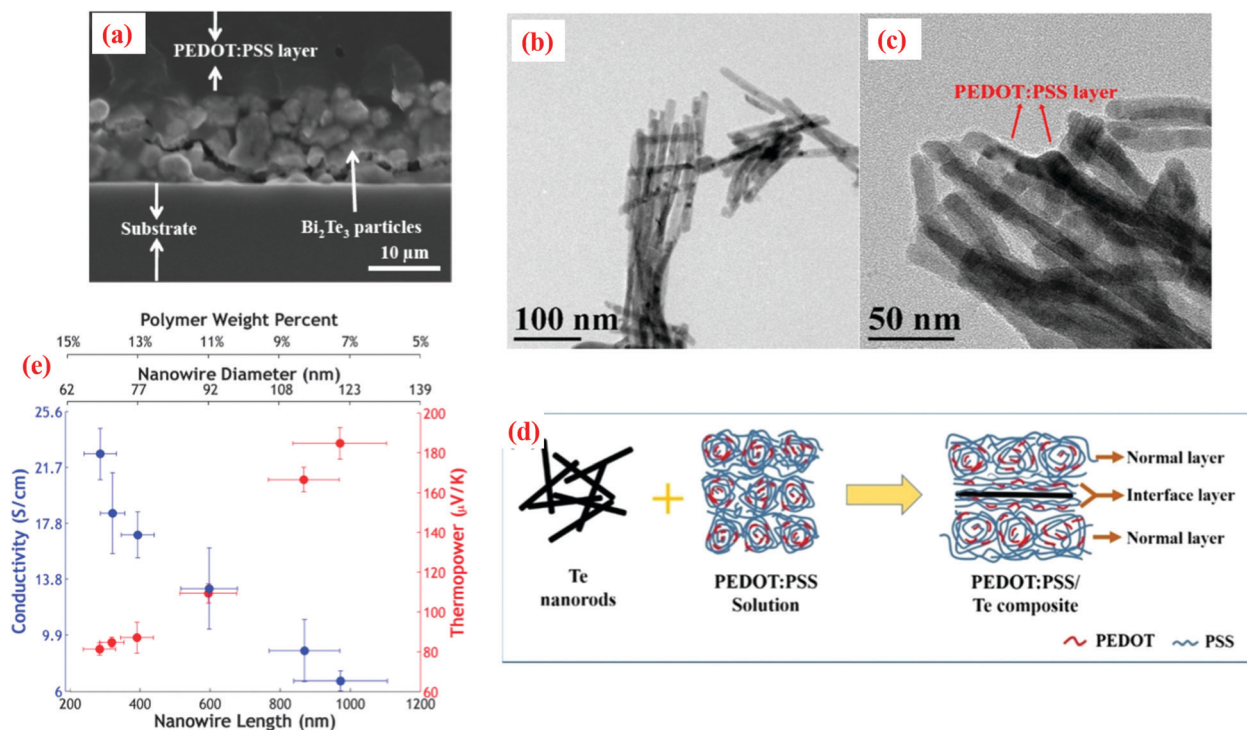 (a)
PEDOT:PSS layer
Substrate
Bi₂Te₃ particles
10 µm
(b)
100 nm
(c)
PEDOT:PSS layer
50 nm
(e)
Polymer Weight Percent
15% 13% 11% 9% 7% 5%
Nanowire Diameter (nm)
62 77 92 108 123 139
Conductivity (S/cm)
25.6
21.7
17.8
13.8
9.9
6
Thermopower (µV/K)
200
180
160
140
120
100
80
60
200 400 600 800 1000 1200
Nanowire Length (nm)
(d)
Te
nanorods
PEDOT:PSS
Solution
Normal layer
Interface layer
Normal layer
PEDOT:PSS/
Te composite
PEDOT PSS